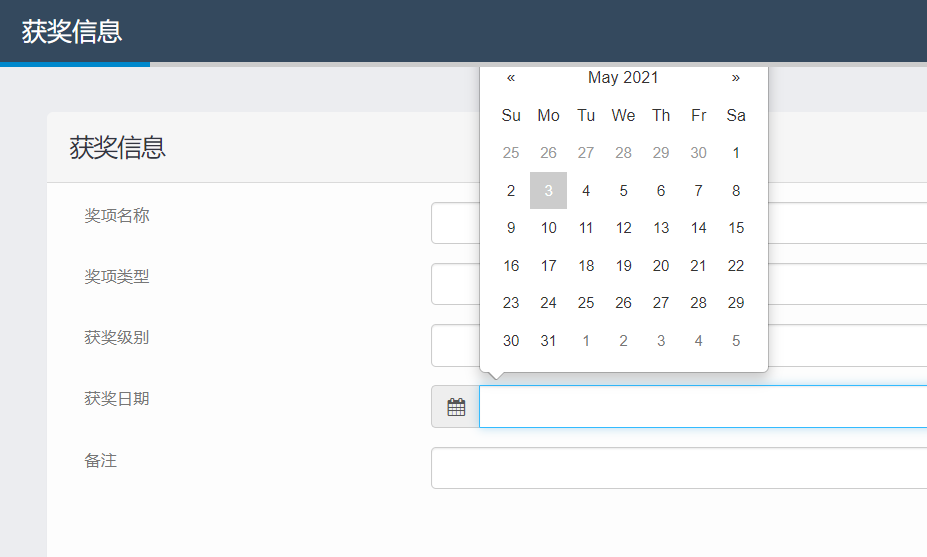 获奖信息
« May 2021 »
Su Mo Tu We Th Fr Sa
25 26 27 28 29 30 1
2 3 4 5 6 7 8
9 10 11 12 13 14 15
16 17 18 19 20 21 22
23 24 25 26 27 28 29
30 31 1 2 3 4 5
获奖信息
奖项名称
奖项类型
获奖级别
获奖日期
备注